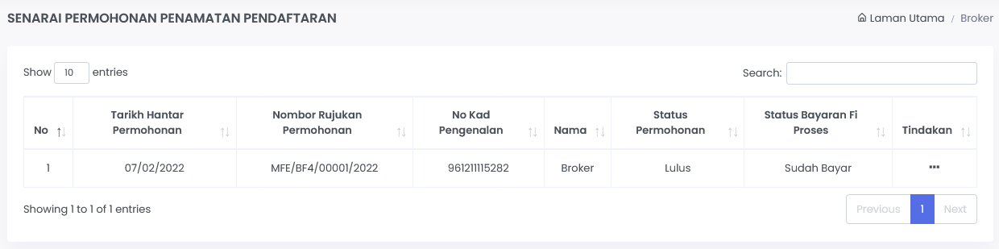 SENARAI PERMOHONAN PENAMATAN PENDAFTARAN
Laman Utama / Broker
Show 10 entries
Search:
No
Tarikh Hantar Permohonan
Nombor Rujukan Permohonan
No Kad Pengenalan
Nama
Status Permohonan
Status Bayaran Fi Proses
Tindakan
1 07/02/2022 MFE/BF4/00001/2022 961211115282 Broker Lulus Sudah Bayar ...
Showing 1 to 1 of 1 entries
Previous 1 Next